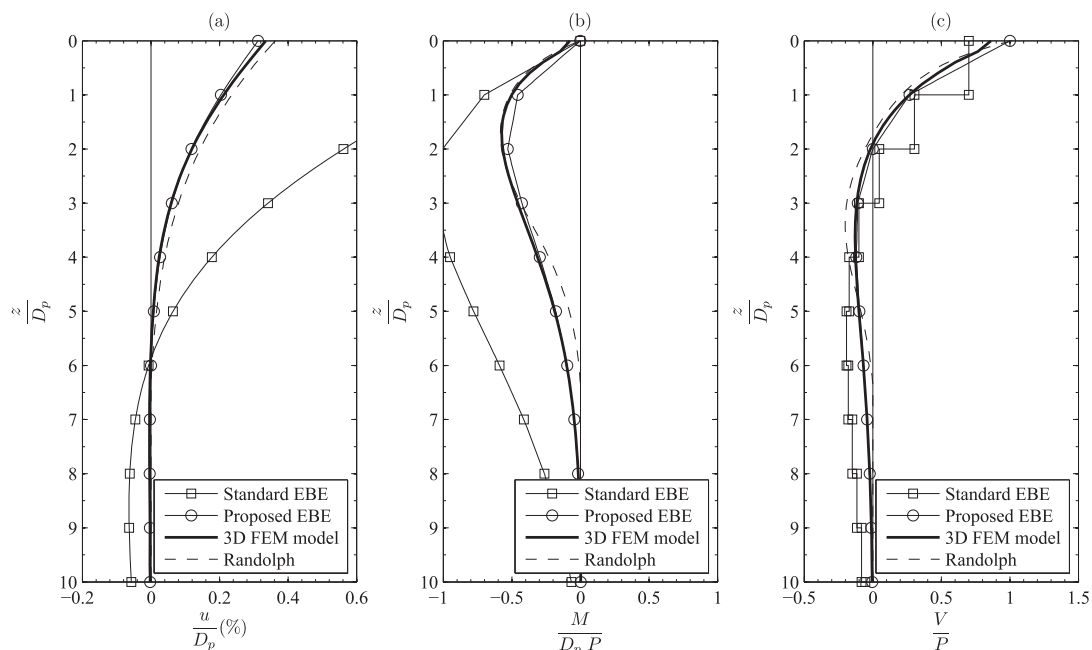 (a)
0
1
2
3
4
5
6
7
8
9
10
z
D_p
−0.2 0 0.2 0.4 0.6
u
D_p (%)
Standard EBE
Proposed EBE
3D FEM model
Randolph
(b)
0
1
2
3
4
5
6
7
8
9
10
z
D_p
−1 −0.5 0 0.5 1
M
D_p P
Standard EBE
Proposed EBE
3D FEM model
Randolph
(c)
0
1
2
3
4
5
6
7
8
9
10
z
D_p
−0.5 0 0.5 1 1.5
V
P
Standard EBE
Proposed EBE
3D FEM model
Randolph